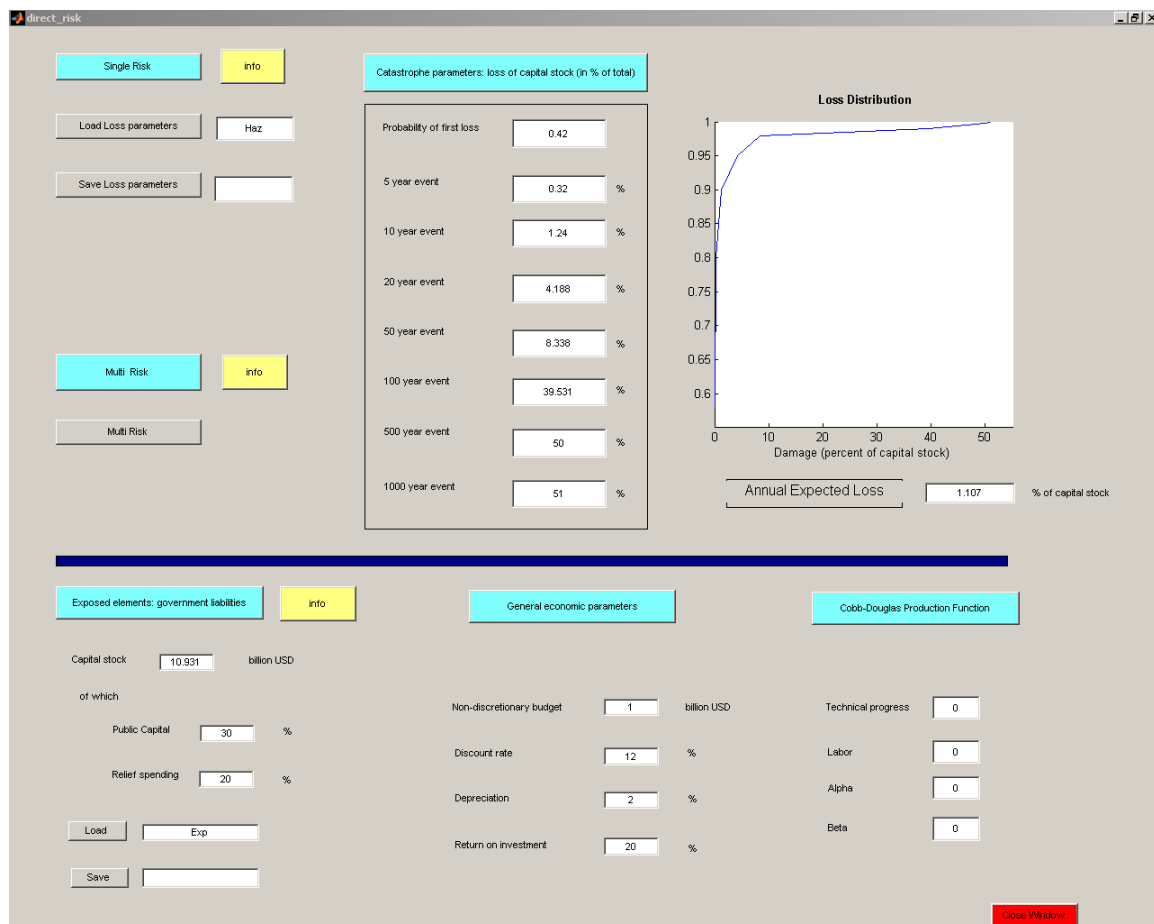 direct_risk
Single Risk
info
Load Loss parameters
Haz
Save Loss parameters
Multi Risk
info
Multi Risk
Catastrophe parameters: loss of capital stock (in % of total)
Probability of first loss
0.42
5 year event
0.32
%
10 year event
1.24
%
20 year event
4.188
%
50 year event
8.338
%
100 year event
39.531
%
500 year event
50
%
1000 year event
51
%
Loss Distribution
1
0.95
0.9
0.85
0.8
0.75
0.7
0.65
0.6
0
10
20
30
40
50
Damage (percent of capital stock)
Annual Expected Loss
1.107
% of capital stock
Exposed elements: government liabilities
info
Capital stock
10.931
billion USD
of which
Public Capital
30
%
Relief spending
20
%
Load
Exp
Save
General economic parameters
Non-discretionary budget
1
billion USD
Discount rate
12
%
Depreciation
2
%
Return on investment
20
%
Cobb-Douglas Production Function
Technical progress
0
Labor
0
Alpha
0
Beta
0
Close Window